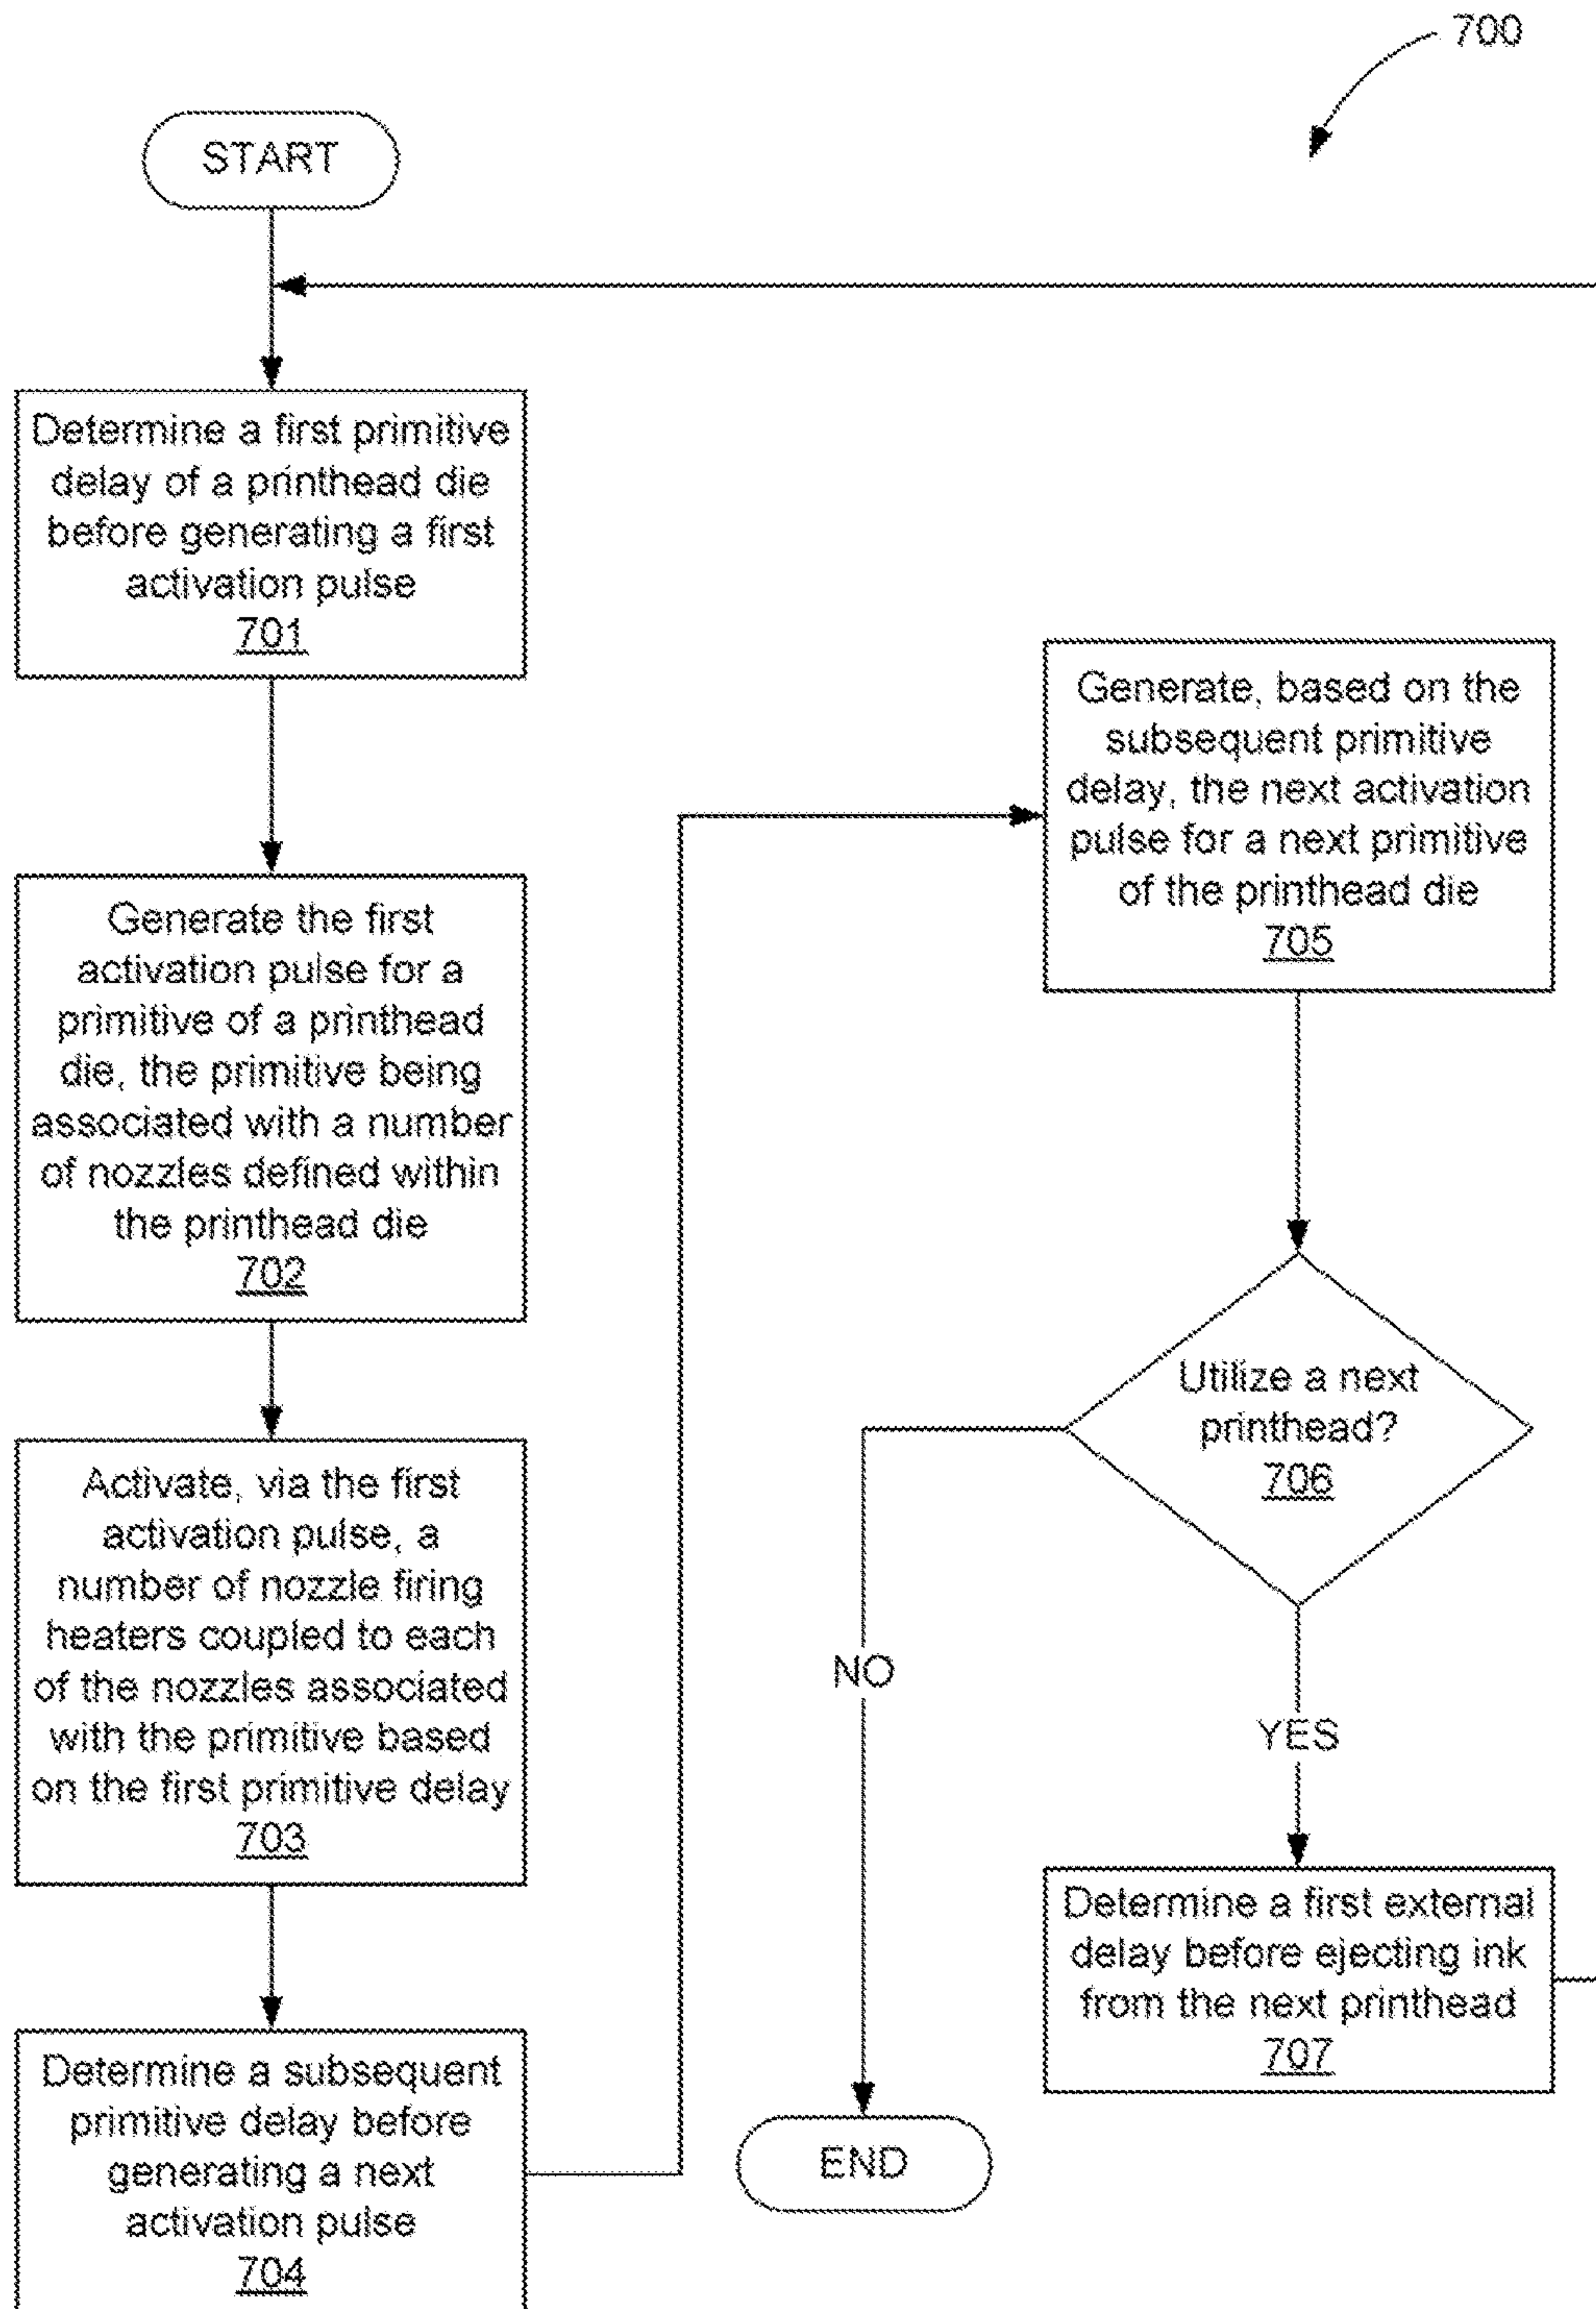 700
START
Determine a first primitive
delay of a printhead die
before generating a first
activation pulse
701
Generate the first
activation pulse for a
primitive of a printhead
die, the primitive being
associated with a number
of nozzles defined within
the printhead die
702
Activate, via the first
activation pulse, a
number of nozzle firing
heaters coupled to each
of the nozzles associated
with the primitive based
on the first primitive delay
703
Determine a subsequent
primitive delay before
generating a next
activation pulse
704
Generate, based on the
subsequent primitive
delay, the next activation
pulse for a next primitive
of the printhead die
705
Utilize a next
printhead?
706
NO
YES
Determine a first external
delay before ejecting ink
from the next printhead
707
END